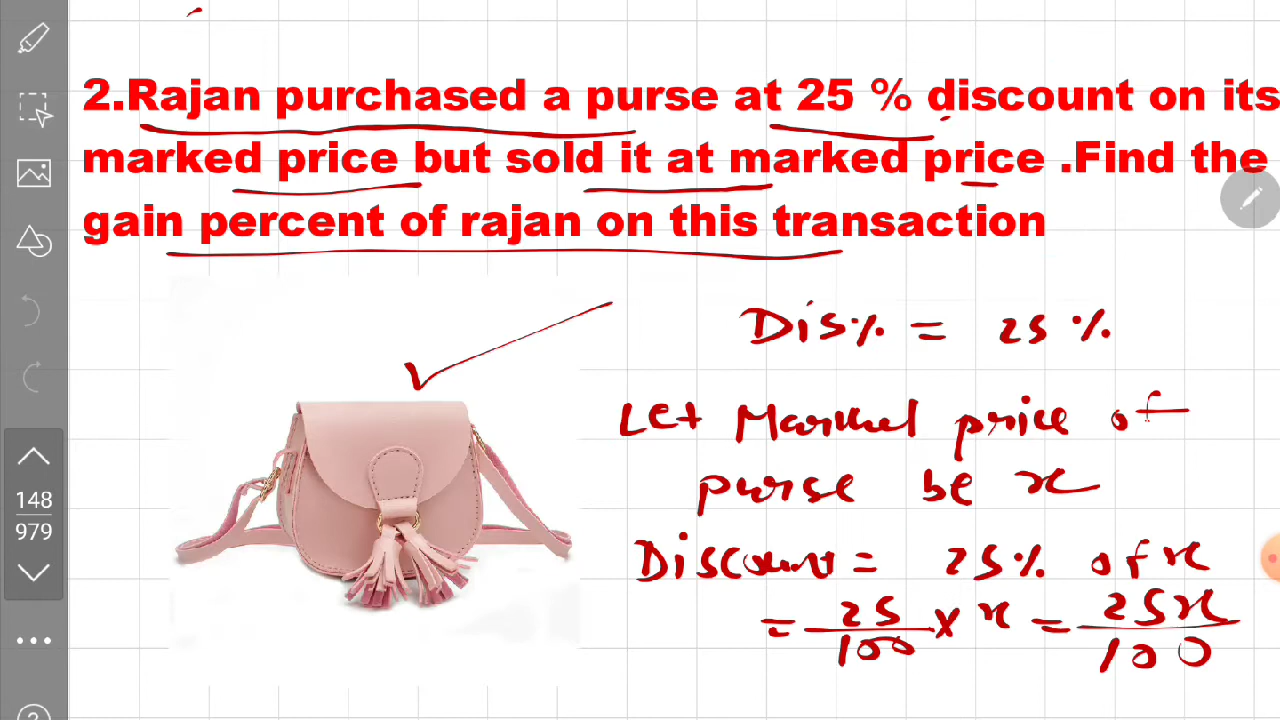 2.Rajan purchased a purse at 25 % discount on its
marked price but sold it at marked price .Find the
gain percent of rajan on this transaction
Dis% = 25 %
Let Marked price of
purse be x
Discount = 25% of x
= 25/100 × x = 25x/100
148
979